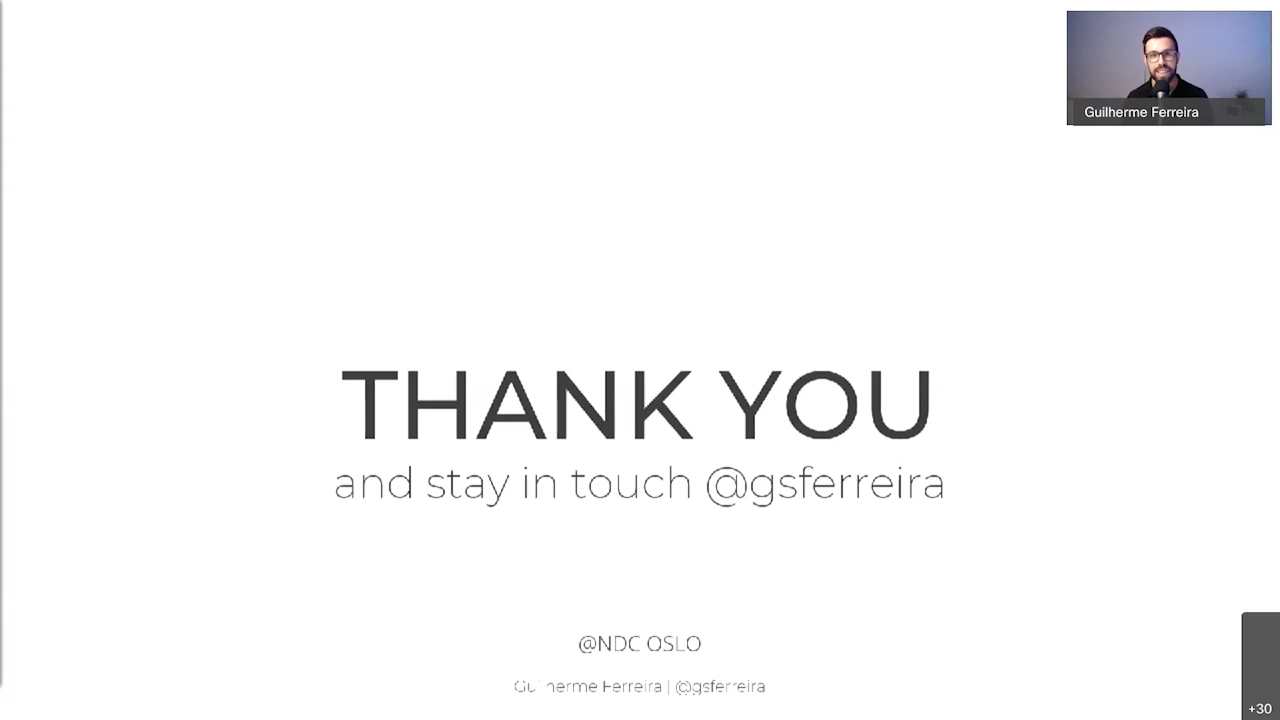 Guilherme Ferreira
THANK YOU
and stay in touch @gsferreira
@NDC OSLO
Guilherme Ferreira | @gsferreira
+30